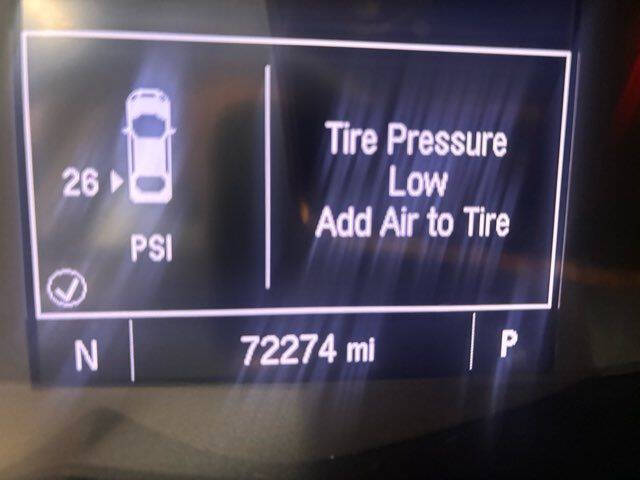 Tire Pressure
Low
Add Air to Tire
26
PSI
N
72274 mi
P